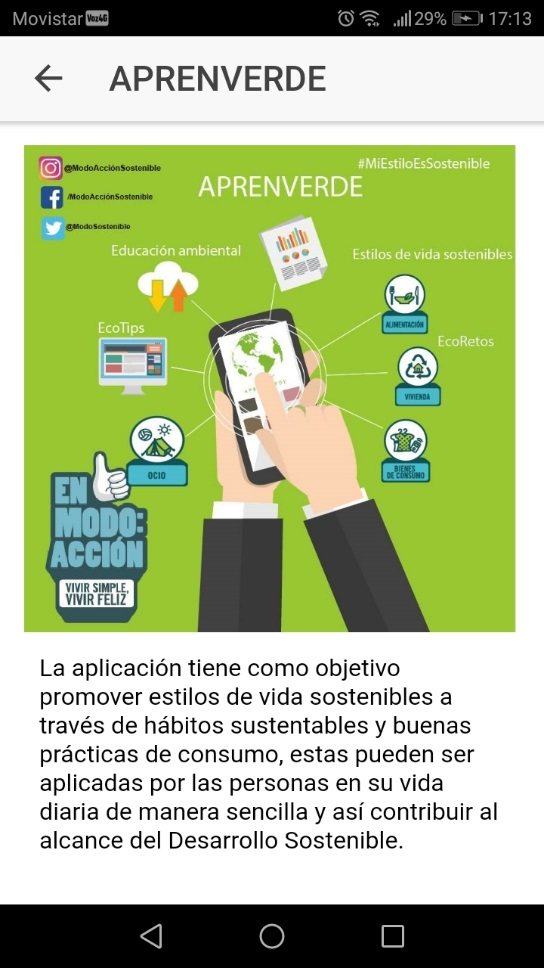 Movistar Voz4G 29% 17:13
APRENVERDE
@ModoAcciónSostenible
#MiEstiloEsSostenible
APRENVERDE
/ModoAcciónSostenible
@ModoSostenible
Educación ambiental
Estilos de vida sostenibles
ALIMENTACIÓN
EcoTips
EcoRetos
APRENVERDE
VIVIENDA
OCIO
BIENES
DE CONSUMO
EN
MODO:
ACCIÓN
VIVIR SIMPLE,
VIVIR FELIZ
La aplicación tiene como objetivo
promover estilos de vida sostenibles a
través de hábitos sustentables y buenas
prácticas de consumo, estas pueden ser
aplicadas por las personas en su vida
diaria de manera sencilla y así contribuir al
alcance del Desarrollo Sostenible.